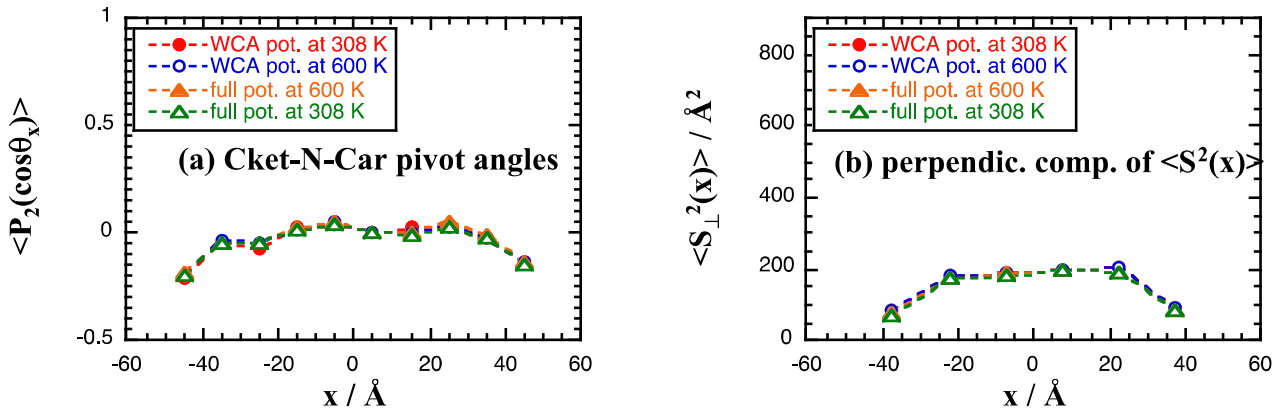 1
0.5
0
-0.5
-60
-40
-20
0
20
40
60
<P₂(cosθₓ)>
x / Å
WCA pot. at 308 K
WCA pot. at 600 K
full pot. at 600 K
full pot. at 308 K
(a) Cket-N-Car pivot angles
800
600
400
200
0
-60
-40
-20
0
20
40
60
<S⊥²(x)> / Å²
x / Å
WCA pot. at 308 K
WCA pot. at 600 K
full pot. at 600 K
full pot. at 308 K
(b) perpendic. comp. of <S²(x)>